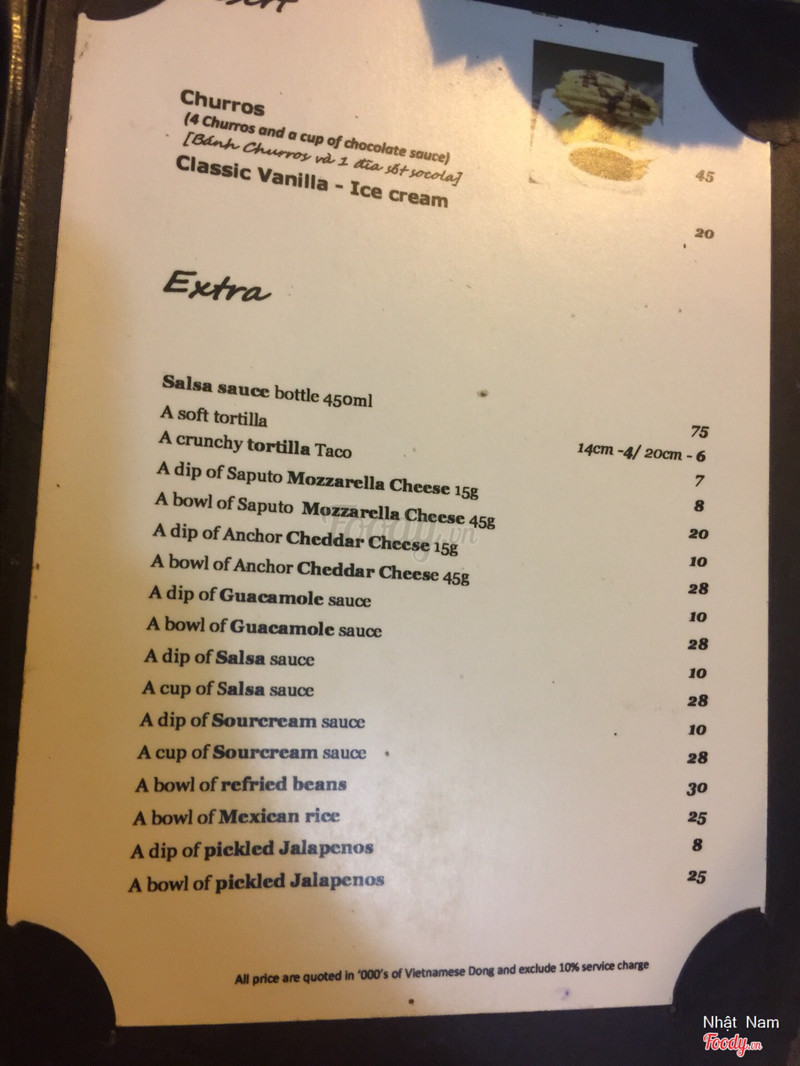 Churros
(4 Churros and a cup of chocolate sauce)
[Bánh Churros và 1 đĩa sốt socola]
45
Classic Vanilla - Ice cream
20
Extra
Salsa sauce bottle 450ml 75
A soft tortilla 14cm -4/ 20cm - 6
A crunchy tortilla Taco 7
A dip of Saputo Mozzarella Cheese 15g 8
A bowl of Saputo Mozzarella Cheese 45g 20
A dip of Anchor Cheddar Cheese 15g 10
A bowl of Anchor Cheddar Cheese 45g 28
A dip of Guacamole sauce 10
A bowl of Guacamole sauce 28
A dip of Salsa sauce 10
A cup of Salsa sauce 28
A dip of Sourcream sauce 10
A cup of Sourcream sauce 28
A bowl of refried beans 30
A bowl of Mexican rice 25
A dip of pickled Jalapenos 8
A bowl of pickled Jalapenos 25
All price are quoted in '000's of Vietnamese Dong and exclude 10% service charge
Foody.vn
Nhật Nam
Foody.vn